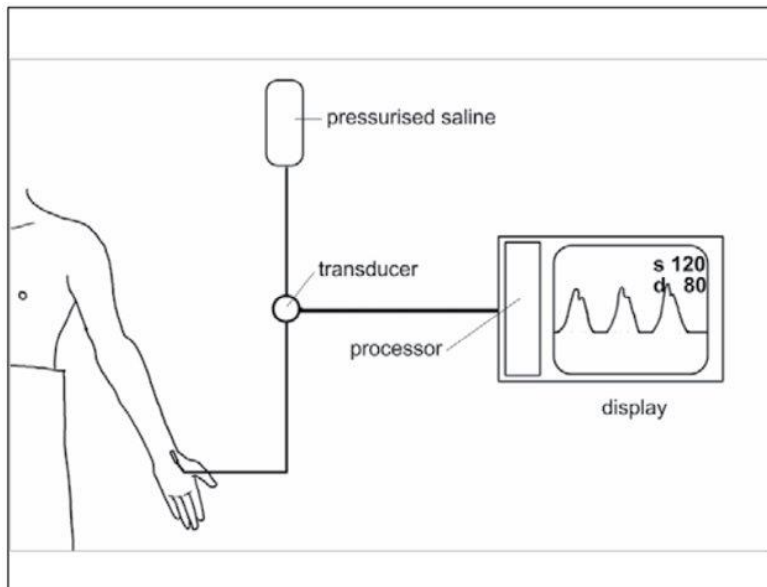 pressurised saline
transducer
s 120
d 80
processor
display